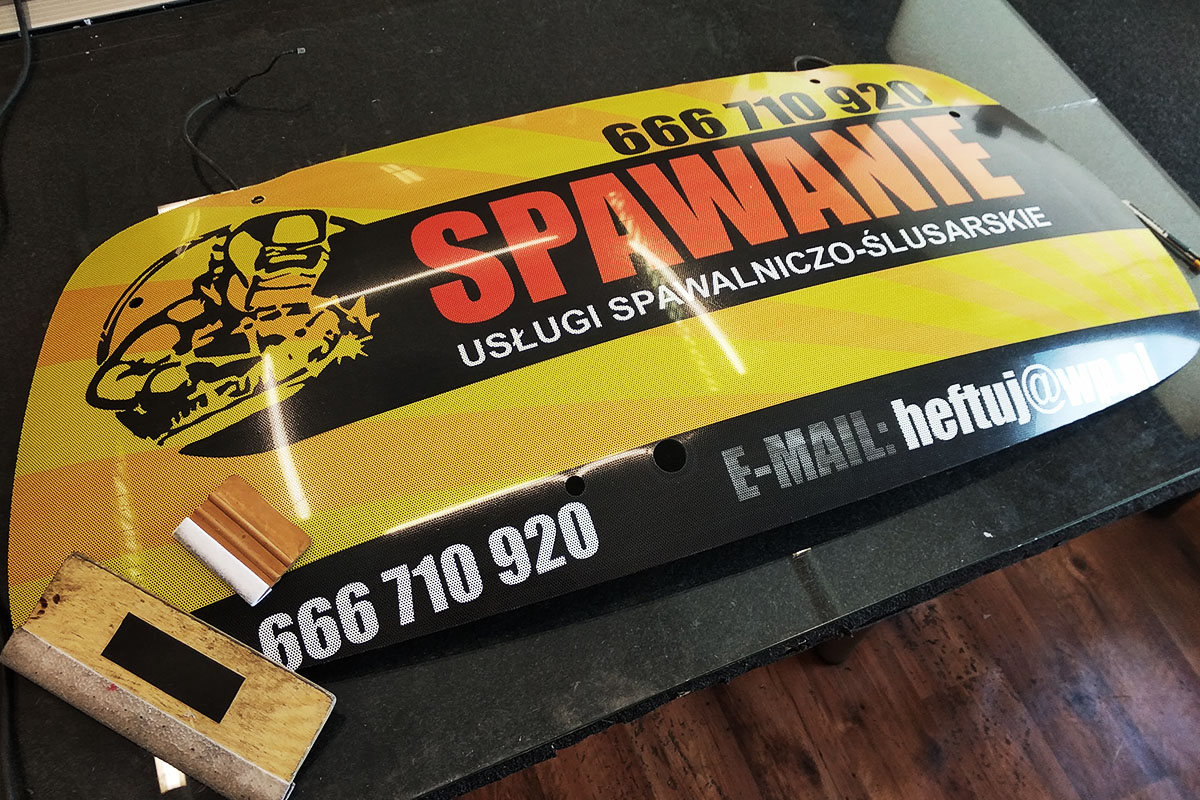 666 710 920
SPAWANIE
USŁUGI SPAWALNICZO-ŚLUSARSKIE
E-MAIL: heftuj@wp.pl
666 710 920